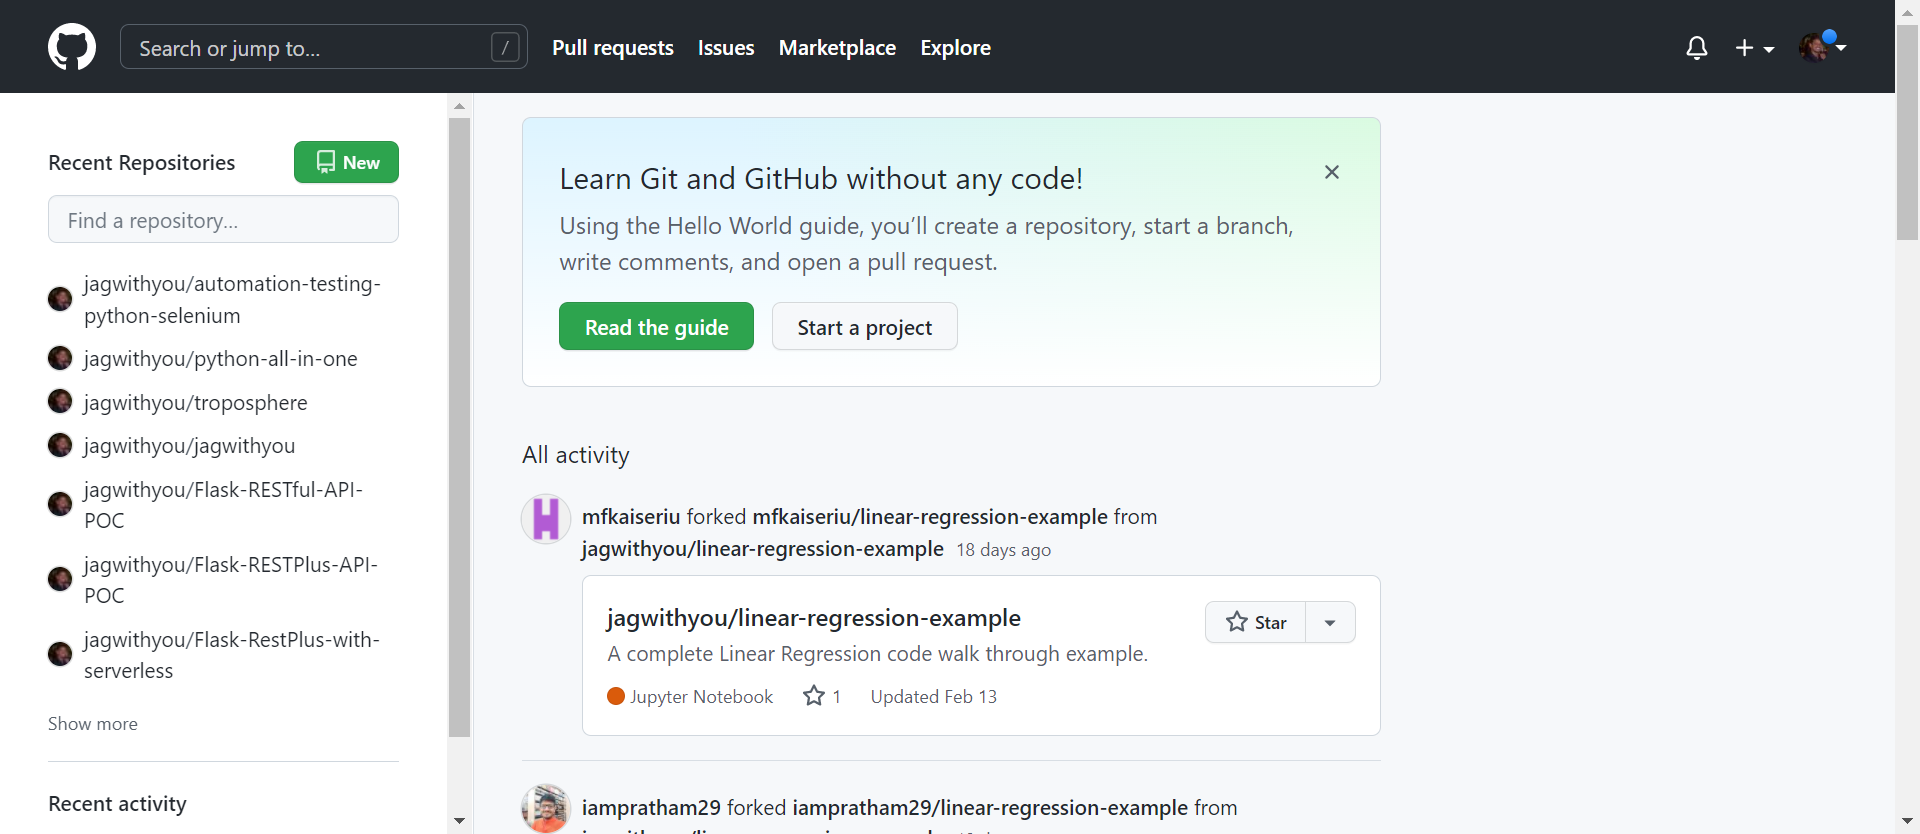 Search or jump to...
/
Pull requests
Issues
Marketplace
Explore
Recent Repositories
New
Find a repository...
jagwithyou/automation-testing-
python-selenium
jagwithyou/python-all-in-one
jagwithyou/troposphere
jagwithyou/jagwithyou
jagwithyou/Flask-RESTful-API-
POC
jagwithyou/Flask-RESTPlus-API-
POC
jagwithyou/Flask-RestPlus-with-
serverless
Show more
Recent activity
Learn Git and GitHub without any code!
Using the Hello World guide, you’ll create a repository, start a branch,
write comments, and open a pull request.
Read the guide
Start a project
All activity
mfkaiseriu forked mfkaiseriu/linear-regression-example from
jagwithyou/linear-regression-example 18 days ago
jagwithyou/linear-regression-example
Star
A complete Linear Regression code walk through example.
Jupyter Notebook
1
Updated Feb 13
iampratham29 forked iampratham29/linear-regression-example from